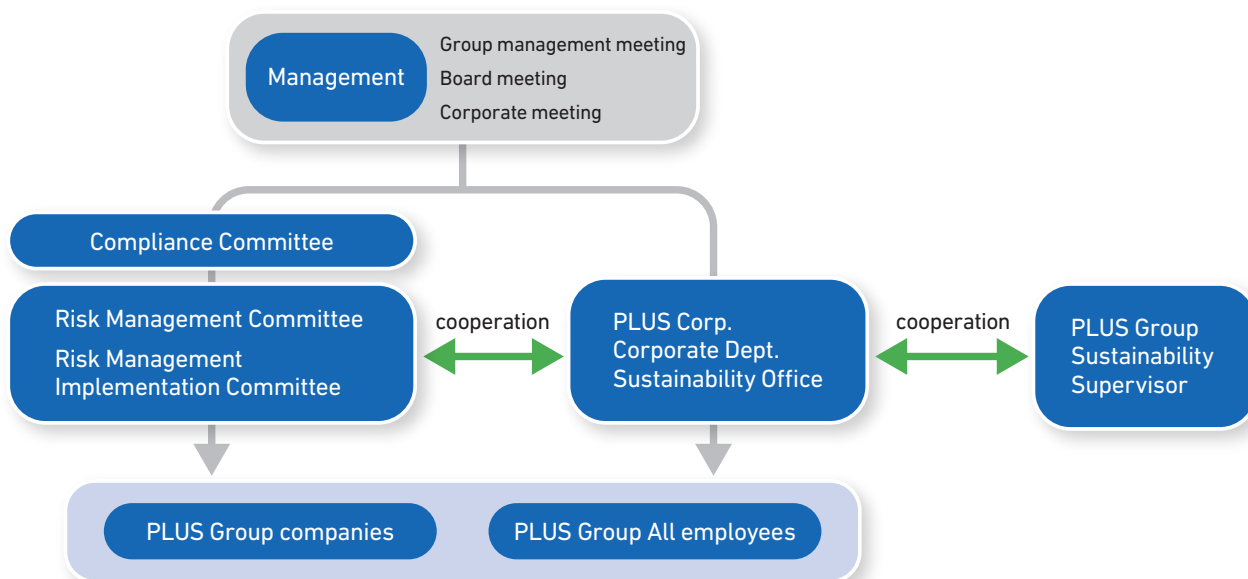 Management
Group management meeting
Board meeting
Corporate meeting
Compliance Committee
Risk Management Committee
Risk Management
Implementation Committee
cooperation
PLUS Corp.
Corporate Dept.
Sustainability Office
cooperation
PLUS Group
Sustainability
Supervisor
PLUS Group companies
PLUS Group All employees